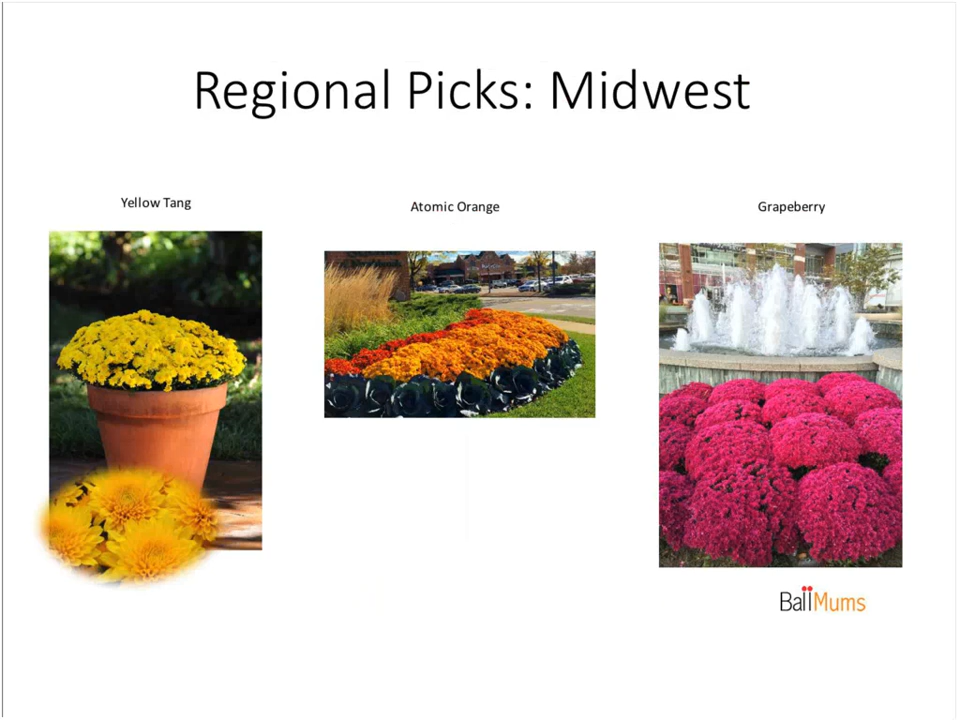 Regional Picks: Midwest
Yellow Tang
Atomic Orange
Grapeberry
BallMums